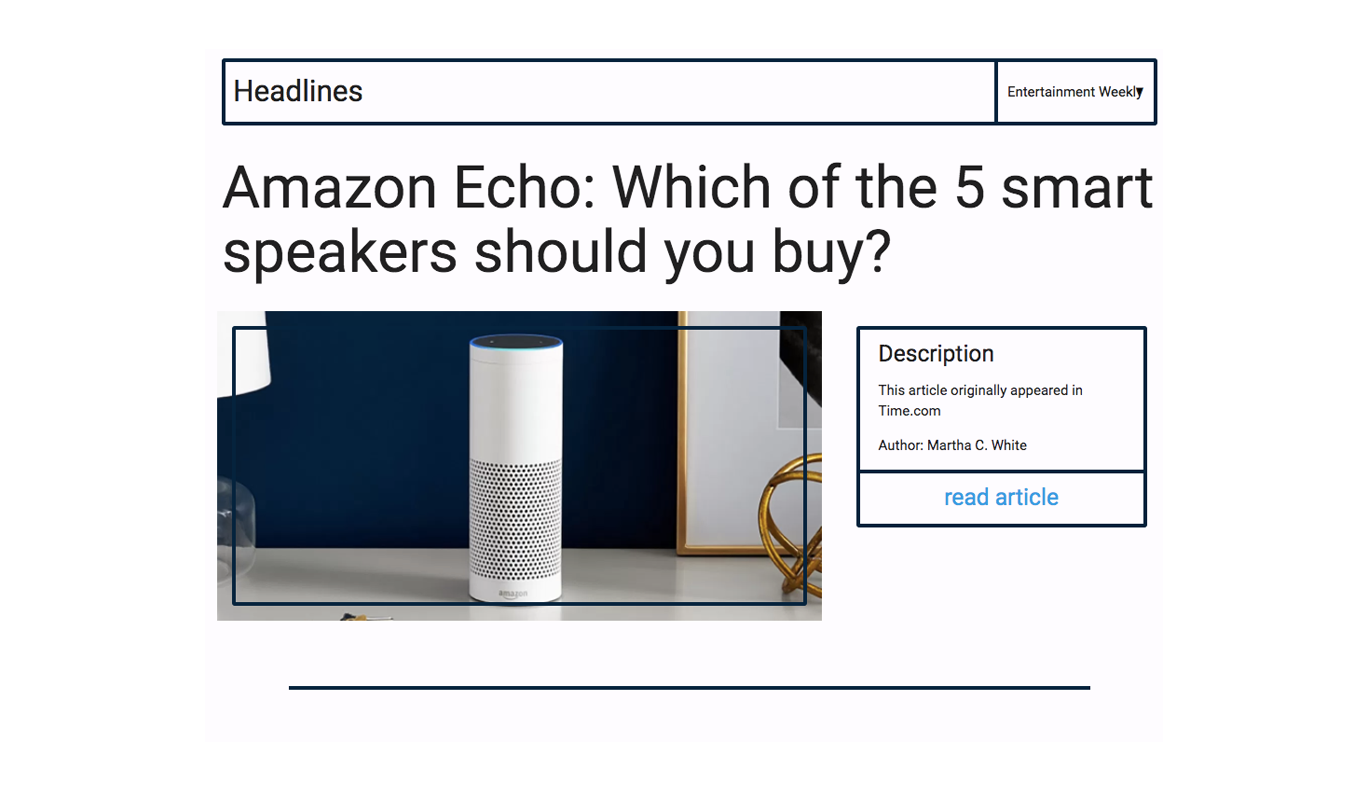 Headlines
Entertainment Weekly
Amazon Echo: Which of the 5 smart
speakers should you buy?
amazon
Description
This article originally appeared in
Time.com
Author: Martha C. White
read article